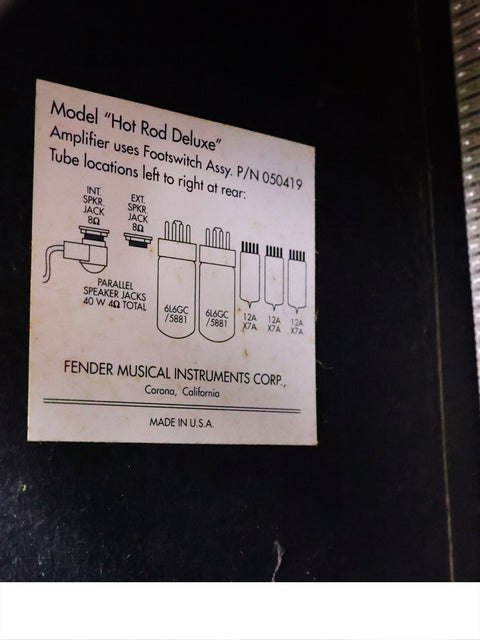 Model "Hot Rod Deluxe"
Amplifier uses Footswitch Assy. P/N 050419
Tube locations left to right at rear:
INT.
SPKR.
JACK
8Ω
EXT.
SPKR.
JACK
8Ω
PARALLEL
SPEAKER JACKS
40 W 4Ω TOTAL
6L6GC
/5881
6L6GC
/5881
12A
X7A
12A
X7A
12A
X7A
FENDER MUSICAL INSTRUMENTS CORP.,
Corona, California
MADE IN U.S.A.